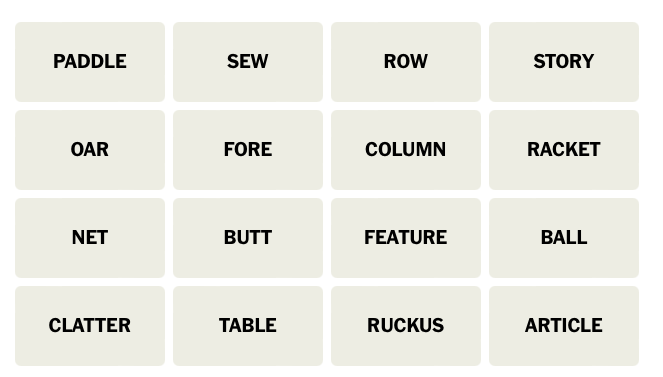 PADDLE SEW ROW STORY
OAR FORE COLUMN RACKET
NET BUTT FEATURE BALL
CLATTER TABLE RUCKUS ARTICLE